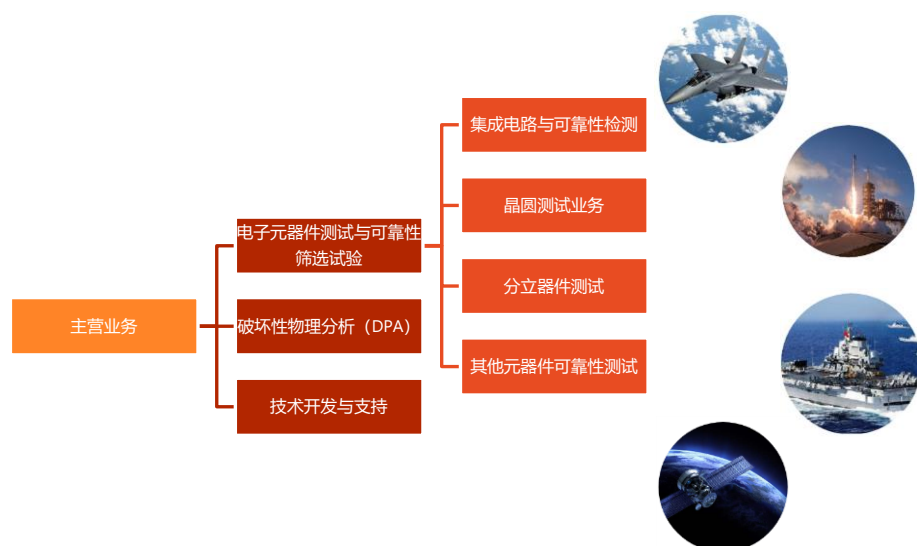 主营业务
电子元器件测试与可靠性
筛选试验
破坏性物理分析（DPA）
技术开发与支持
集成电路与可靠性检测
晶圆测试业务
分立器件测试
其他元器件可靠性测试